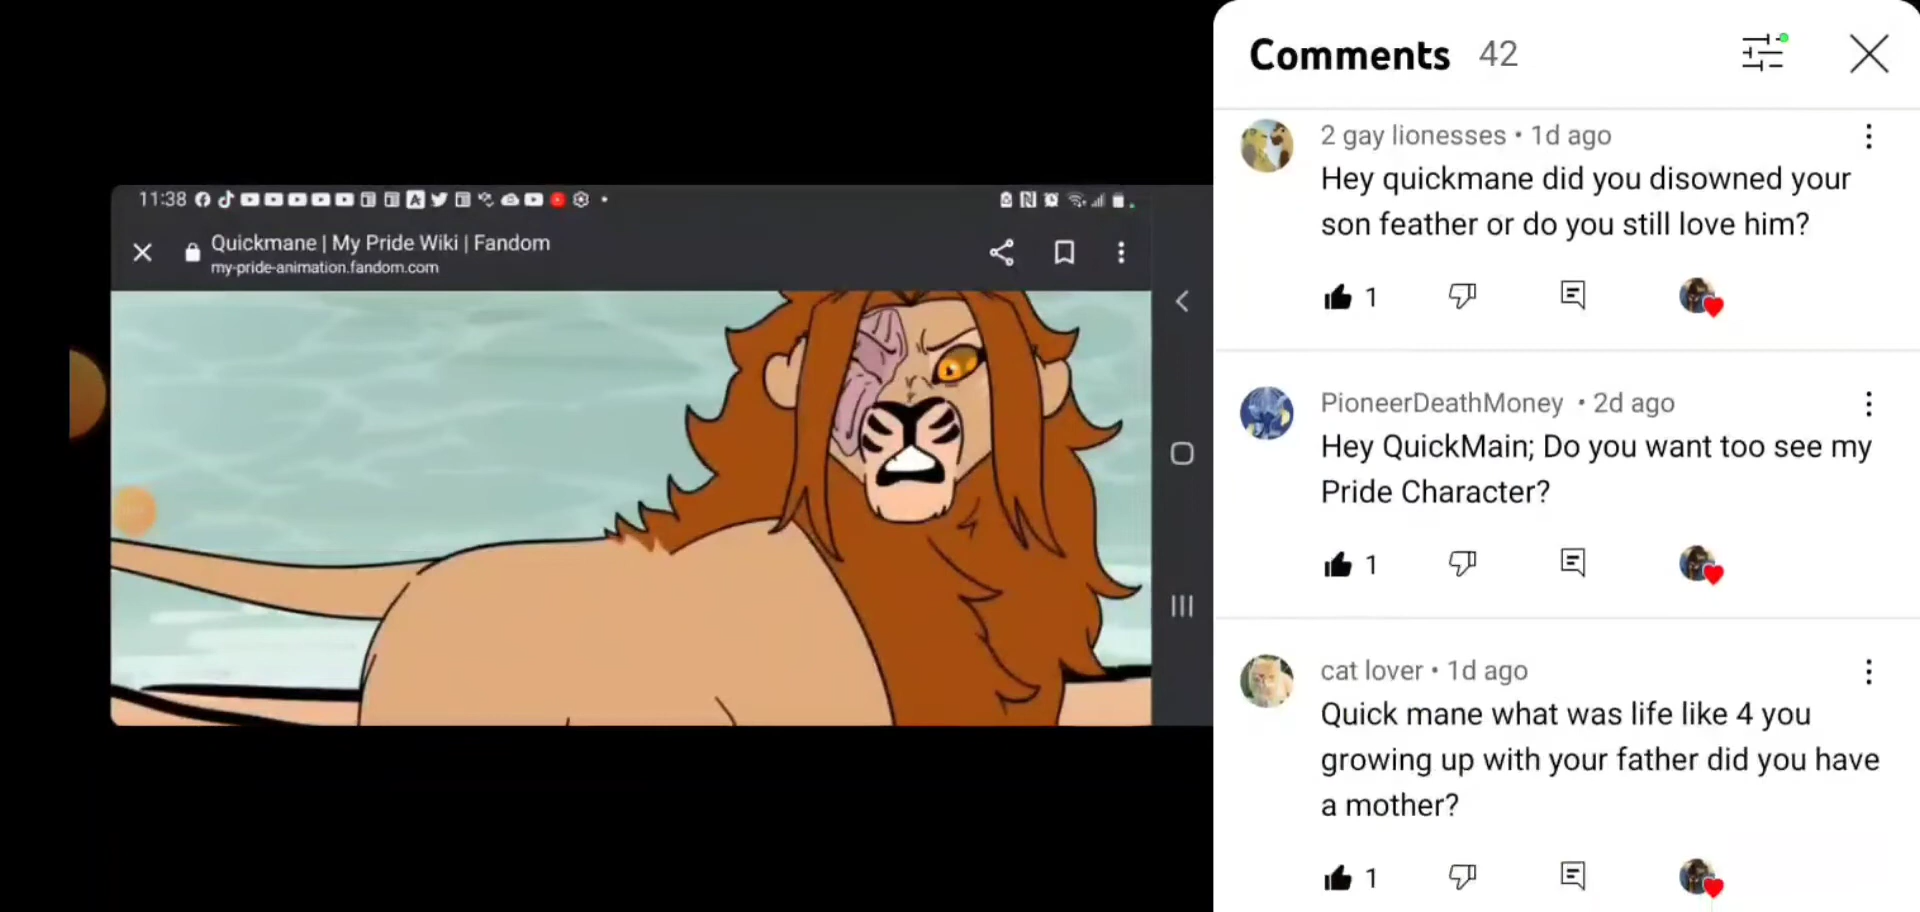 11:38
Quickmane | My Pride Wiki | Fandom
my-pride-animation.fandom.com
Comments 42
2 gay lionesses • 1d ago
Hey quickmane did you disowned your
son feather or do you still love him?
1
PioneerDeathMoney • 2d ago
Hey QuickMain; Do you want too see my
Pride Character?
1
cat lover • 1d ago
Quick mane what was life like 4 you
growing up with your father did you have
a mother?
1